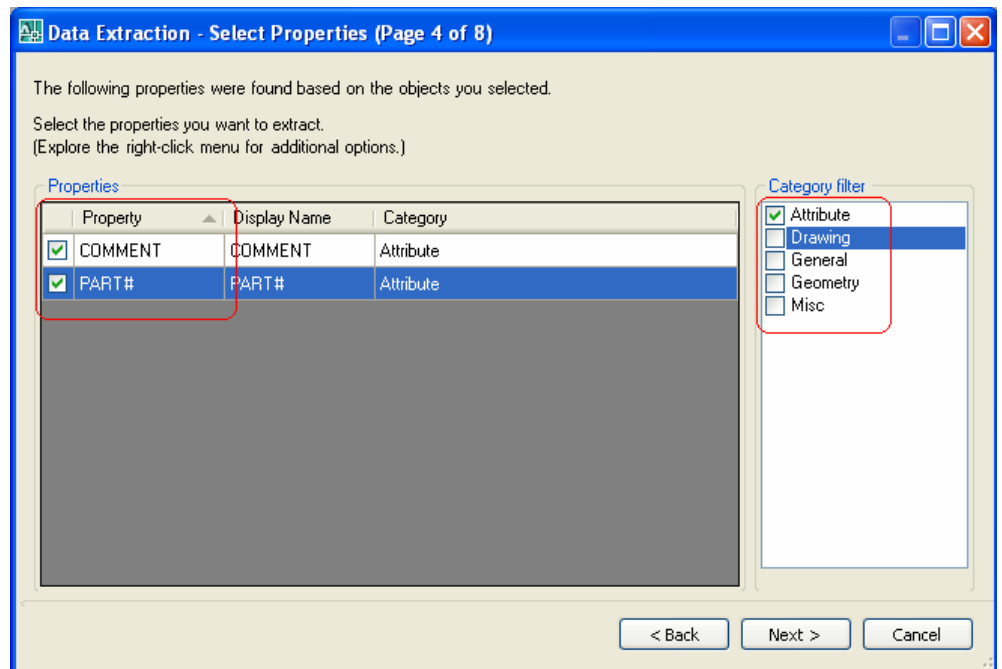 Data Extraction - Select Properties (Page 4 of 8)
The following properties were found based on the objects you selected.
Select the properties you want to extract.
(Explore the right-click menu for additional options.)
Properties
Property Display Name Category
COMMENT COMMENT Attribute
PART# PART# Attribute
Category filter
Attribute
Drawing
General
Geometry
Misc
< Back Next > Cancel